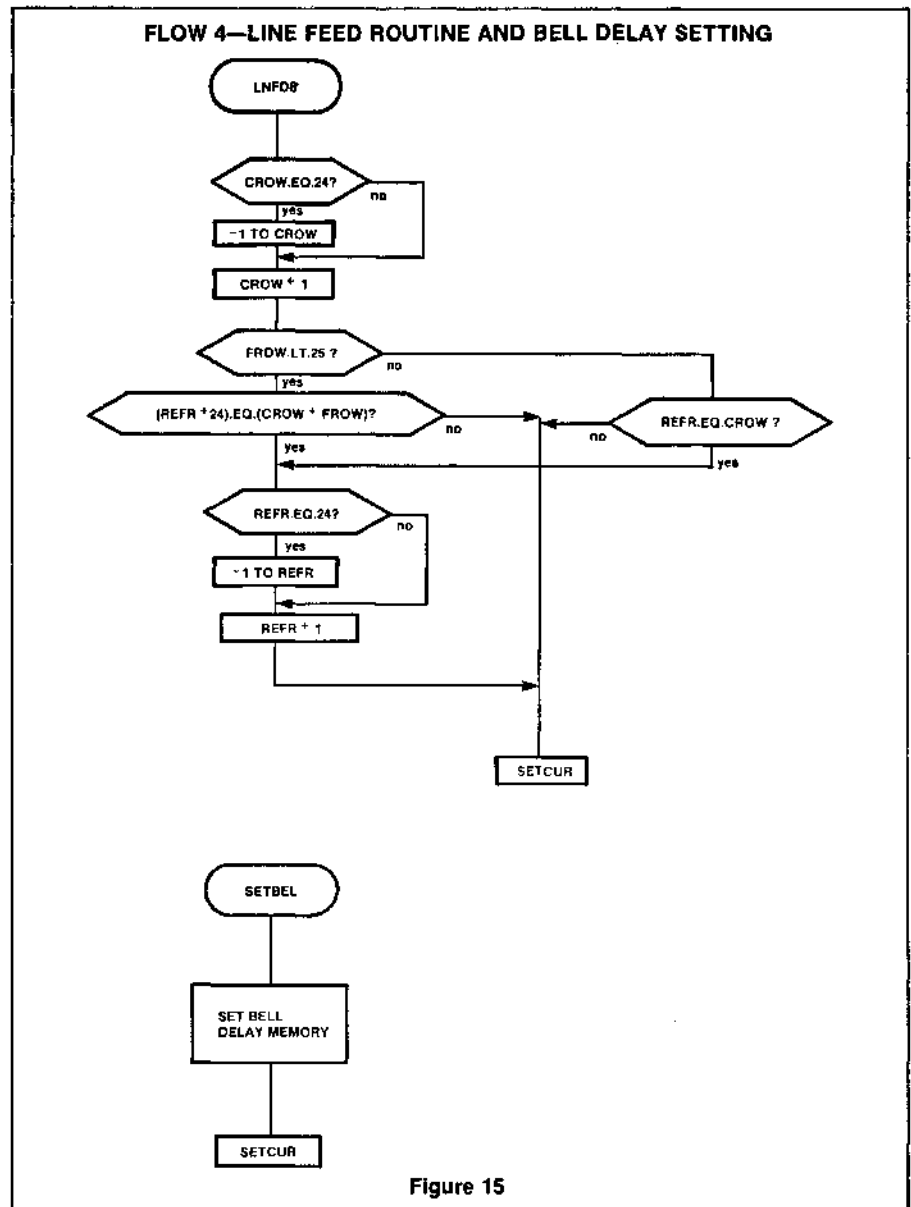 FLOW 4—LINE FEED ROUTINE AND BELL DELAY SETTING
LNFD8
CROW.EQ.24?
no
yes
-1 TO CROW
CROW + 1
FROW.LT.25 ?
no
yes
(REFR +24).EQ.(CROW + FROW)?
no
REFR.EQ.CROW ?
no
yes
yes
REFR.EQ.24?
no
yes
-1 TO REFR
REFR + 1
SETCUR
SETBEL
SET BELL
DELAY MEMORY
SETCUR
Figure 15